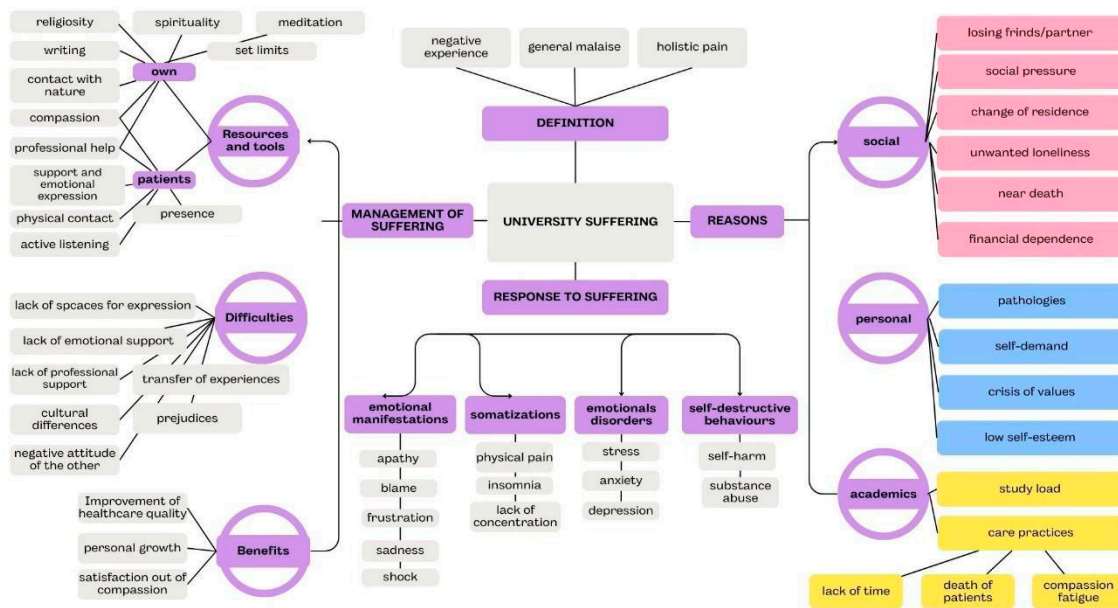 religiosity
spirituality
meditation
writing
set limits
own
contact with
nature
compassion
professional help
Resources
and tools
support and
emotional
expression
patients
physical contact
presence
active listening
negative
experience
general malaise
holistic pain
DEFINITION
MANAGEMENT OF
SUFFERING
UNIVERSITY SUFFERING
REASONS
RESPONSE TO SUFFERING
social
losing frinds/partner
social pressure
change of residence
unwanted loneliness
near death
financial dependence
lack of spcaces for expression
Difficulties
lack of emotional support
lack of professional
support
transfer of experiences
cultural
differences
prejudices
negative attitude
of the other
emotional
manifestations
apathy
blame
frustration
sadness
shock
somatizations
physical pain
insomnia
lack of
concentration
emotionals
disorders
stress
anxiety
depression
self-destructive
behaviours
self-harm
substance
abuse
personal
pathologies
self-demand
crisis of values
low self-esteem
Improvement of
healthcare quality
personal growth
Benefits
satisfaction out of
compassion
academics
study load
care practices
lack of time
death of
patients
compassion
fatigue